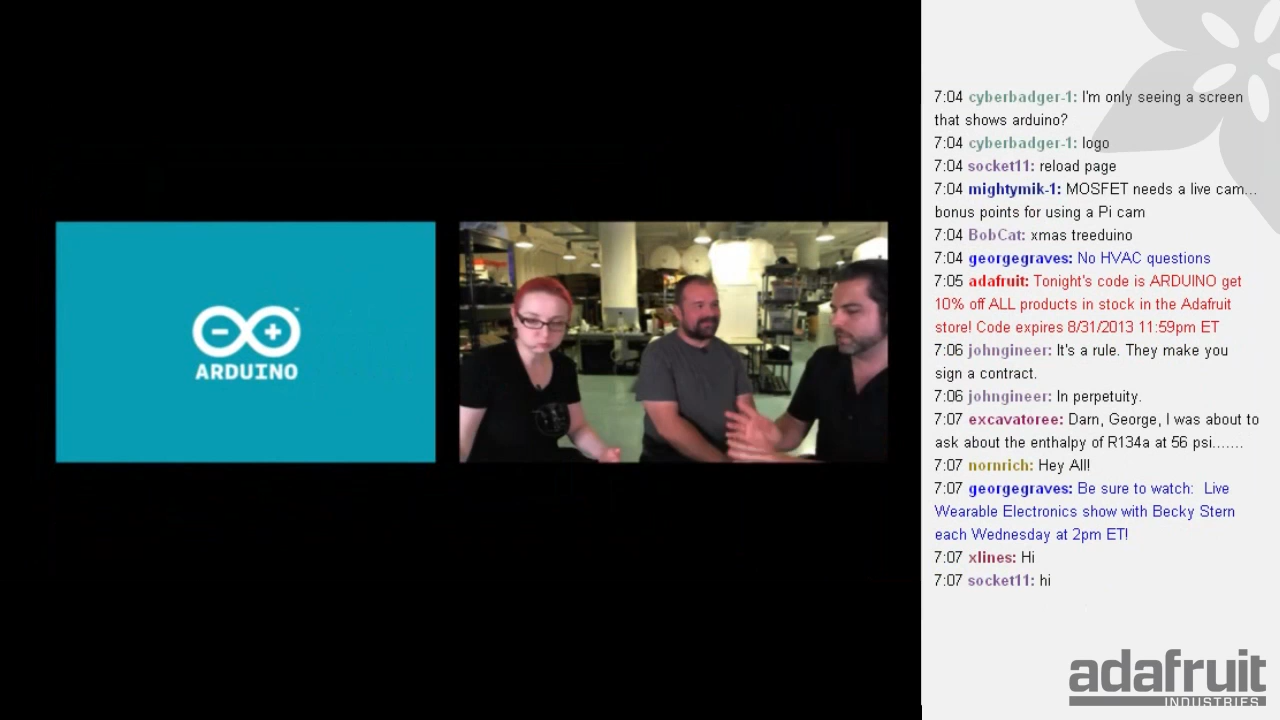 ARDUINO
7:04 cyberbadger-1: I'm only seeing a screen
that shows arduino?
7:04 cyberbadger-1: logo
7:04 socket11: reload page
7:04 mightymik-1: MOSFET needs a live cam...
bonus points for using a Pi cam
7:04 BobCat: xmas treeduino
7:04 georgegraves: No HVAC questions
7:05 adafruit: Tonight's code is ARDUINO get
10% off ALL products in stock in the Adafruit
store! Code expires 8/31/2013 11:59pm ET
7:06 johngineer: It's a rule. They make you
sign a contract.
7:06 johngineer: In perpetuity.
7:07 excavatoree: Darn, George, I was about to
ask about the enthalpy of R134a at 56 psi.......
7:07 nornrich: Hey All!
7:07 georgegraves: Be sure to watch:  Live
Wearable Electronics show with Becky Stern
each Wednesday at 2pm ET!
7:07 xlines: Hi
7:07 socket11: hi
adafruit
INDUSTRIES